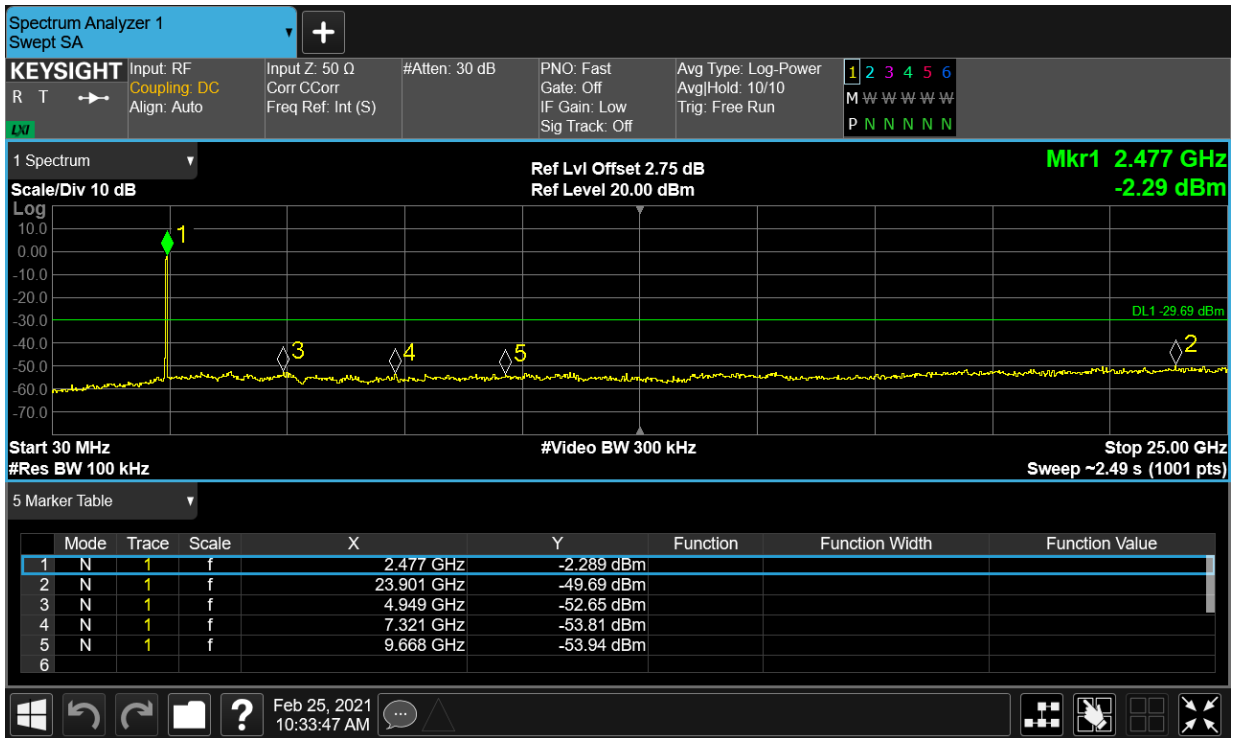 Spectrum Analyzer 1
Swept SA
KEYSIGHT
R T
LXI
Input: RF
Coupling: DC
Align: Auto
Input Z: 50 Ω
Corr CCorr
Freq Ref: Int (S)
#Atten: 30 dB
PNO: Fast
Gate: Off
IF Gain: Low
Sig Track: Off
Avg Type: Log-Power
Avg|Hold: 10/10
Trig: Free Run
1 2 3 4 5 6
M W W W W W
P N N N N N
1 Spectrum
Scale/Div 10 dB
Ref Lvl Offset 2.75 dB
Ref Level 20.00 dBm
Mkr1 2.477 GHz
-2.29 dBm
Log
10.0
0.00
-10.0
-20.0
-30.0
-40.0
-50.0
-60.0
-70.0
1
DL1 -29.69 dBm
3
4
5
2
Start 30 MHz
#Video BW 300 kHz
Stop 25.00 GHz
#Res BW 100 kHz
Sweep ~2.49 s (1001 pts)
5 Marker Table
Mode Trace Scale X Y Function Function Width Function Value
1 N 1 f 2.477 GHz -2.289 dBm
2 N 1 f 23.901 GHz -49.69 dBm
3 N 1 f 4.949 GHz -52.65 dBm
4 N 1 f 7.321 GHz -53.81 dBm
5 N 1 f 9.668 GHz -53.94 dBm
6
?
Feb 25, 2021
10:33:47 AM